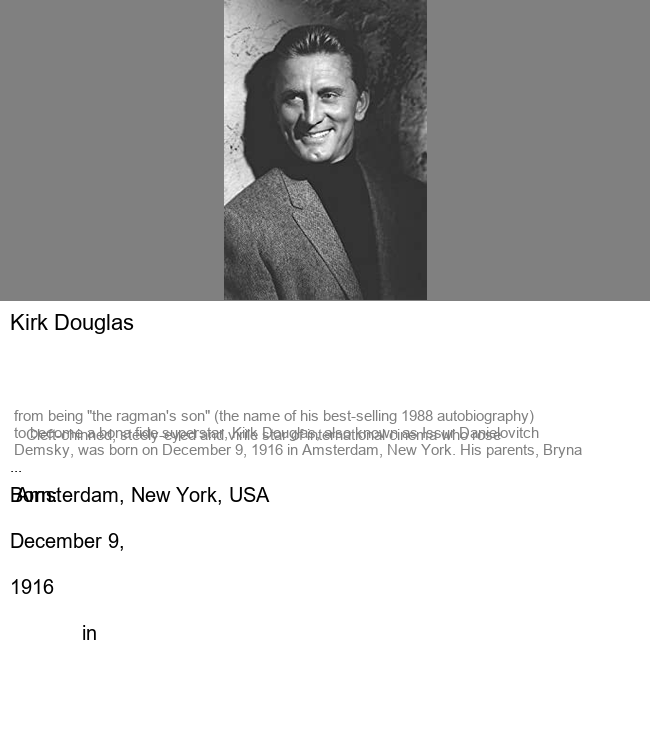 Kirk Douglas
from being "the ragman's son" (the name of his best-selling 1988 autobiography)
to become a bona fide superstar, Kirk Douglas, also known as Issur Danielovitch
Cleft-chinned, steely-eyed and virile star of international cinema who rose
Demsky, was born on December 9, 1916 in Amsterdam, New York. His parents, Bryna
...
Born:
Amsterdam, New York, USA
December 9,
1916
in